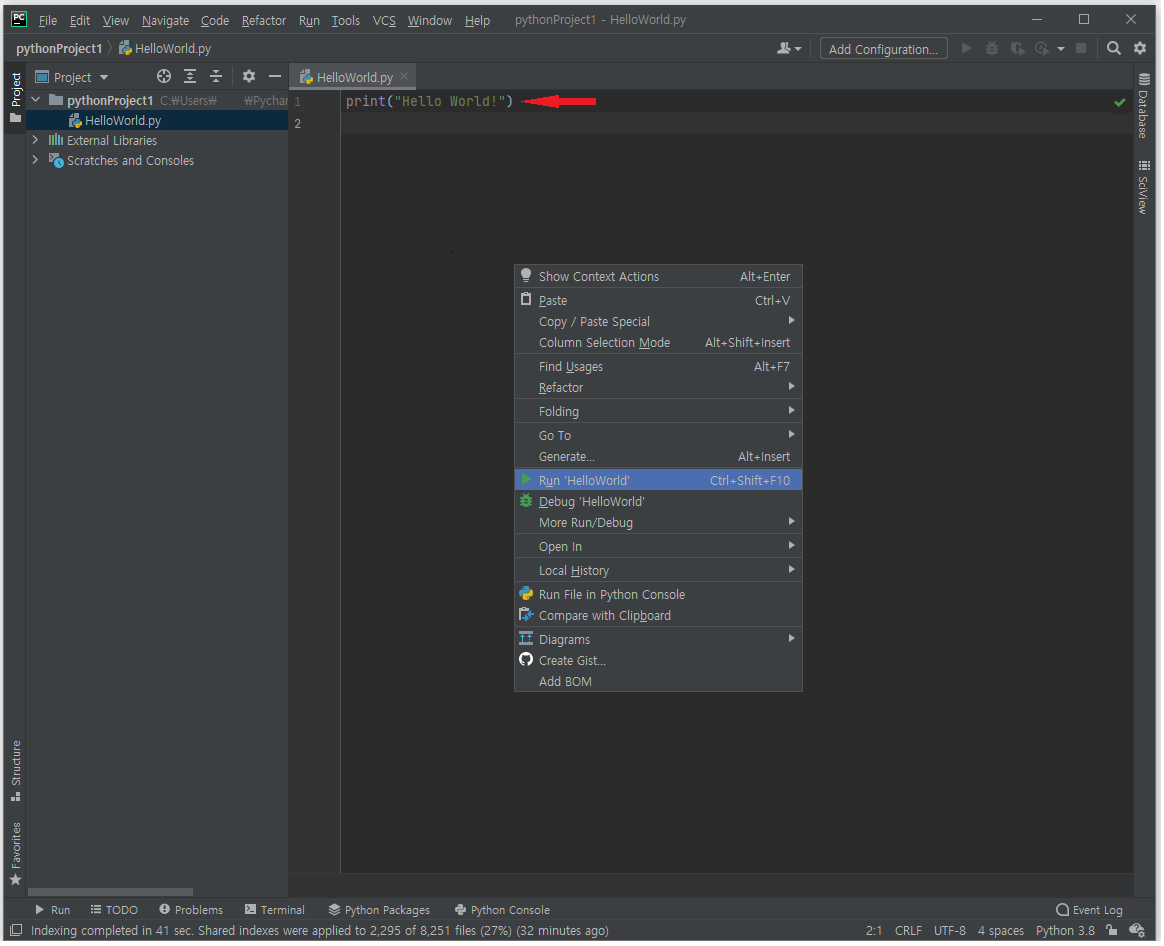 PC File Edit View Navigate Code Refactor Run Tools VCS Window Help pythonProject1 - HelloWorld.py
pythonProject1 HelloWorld.py Add Configuration...
Project
Project
HelloWorld.py
pythonProject1 C:₩Users₩ ₩Pychar
HelloWorld.py
External Libraries
Scratches and Consoles
1 print("Hello World!")
2
Database
SciView
Show Context Actions Alt+Enter
Paste Ctrl+V
Copy / Paste Special
Column Selection Mode Alt+Shift+Insert
Find Usages Alt+F7
Refactor
Folding
Go To
Generate... Alt+Insert
Run 'HelloWorld' Ctrl+Shift+F10
Debug 'HelloWorld'
More Run/Debug
Open In
Local History
Run File in Python Console
Compare with Clipboard
Diagrams
Create Gist...
Add BOM
Structure
Favorites
Run TODO Problems Terminal Python Packages Python Console Event Log
Indexing completed in 41 sec. Shared indexes were applied to 2,295 of 8,251 files (27%) (32 minutes ago) 2:1 CRLF UTF-8 4 spaces Python 3.8